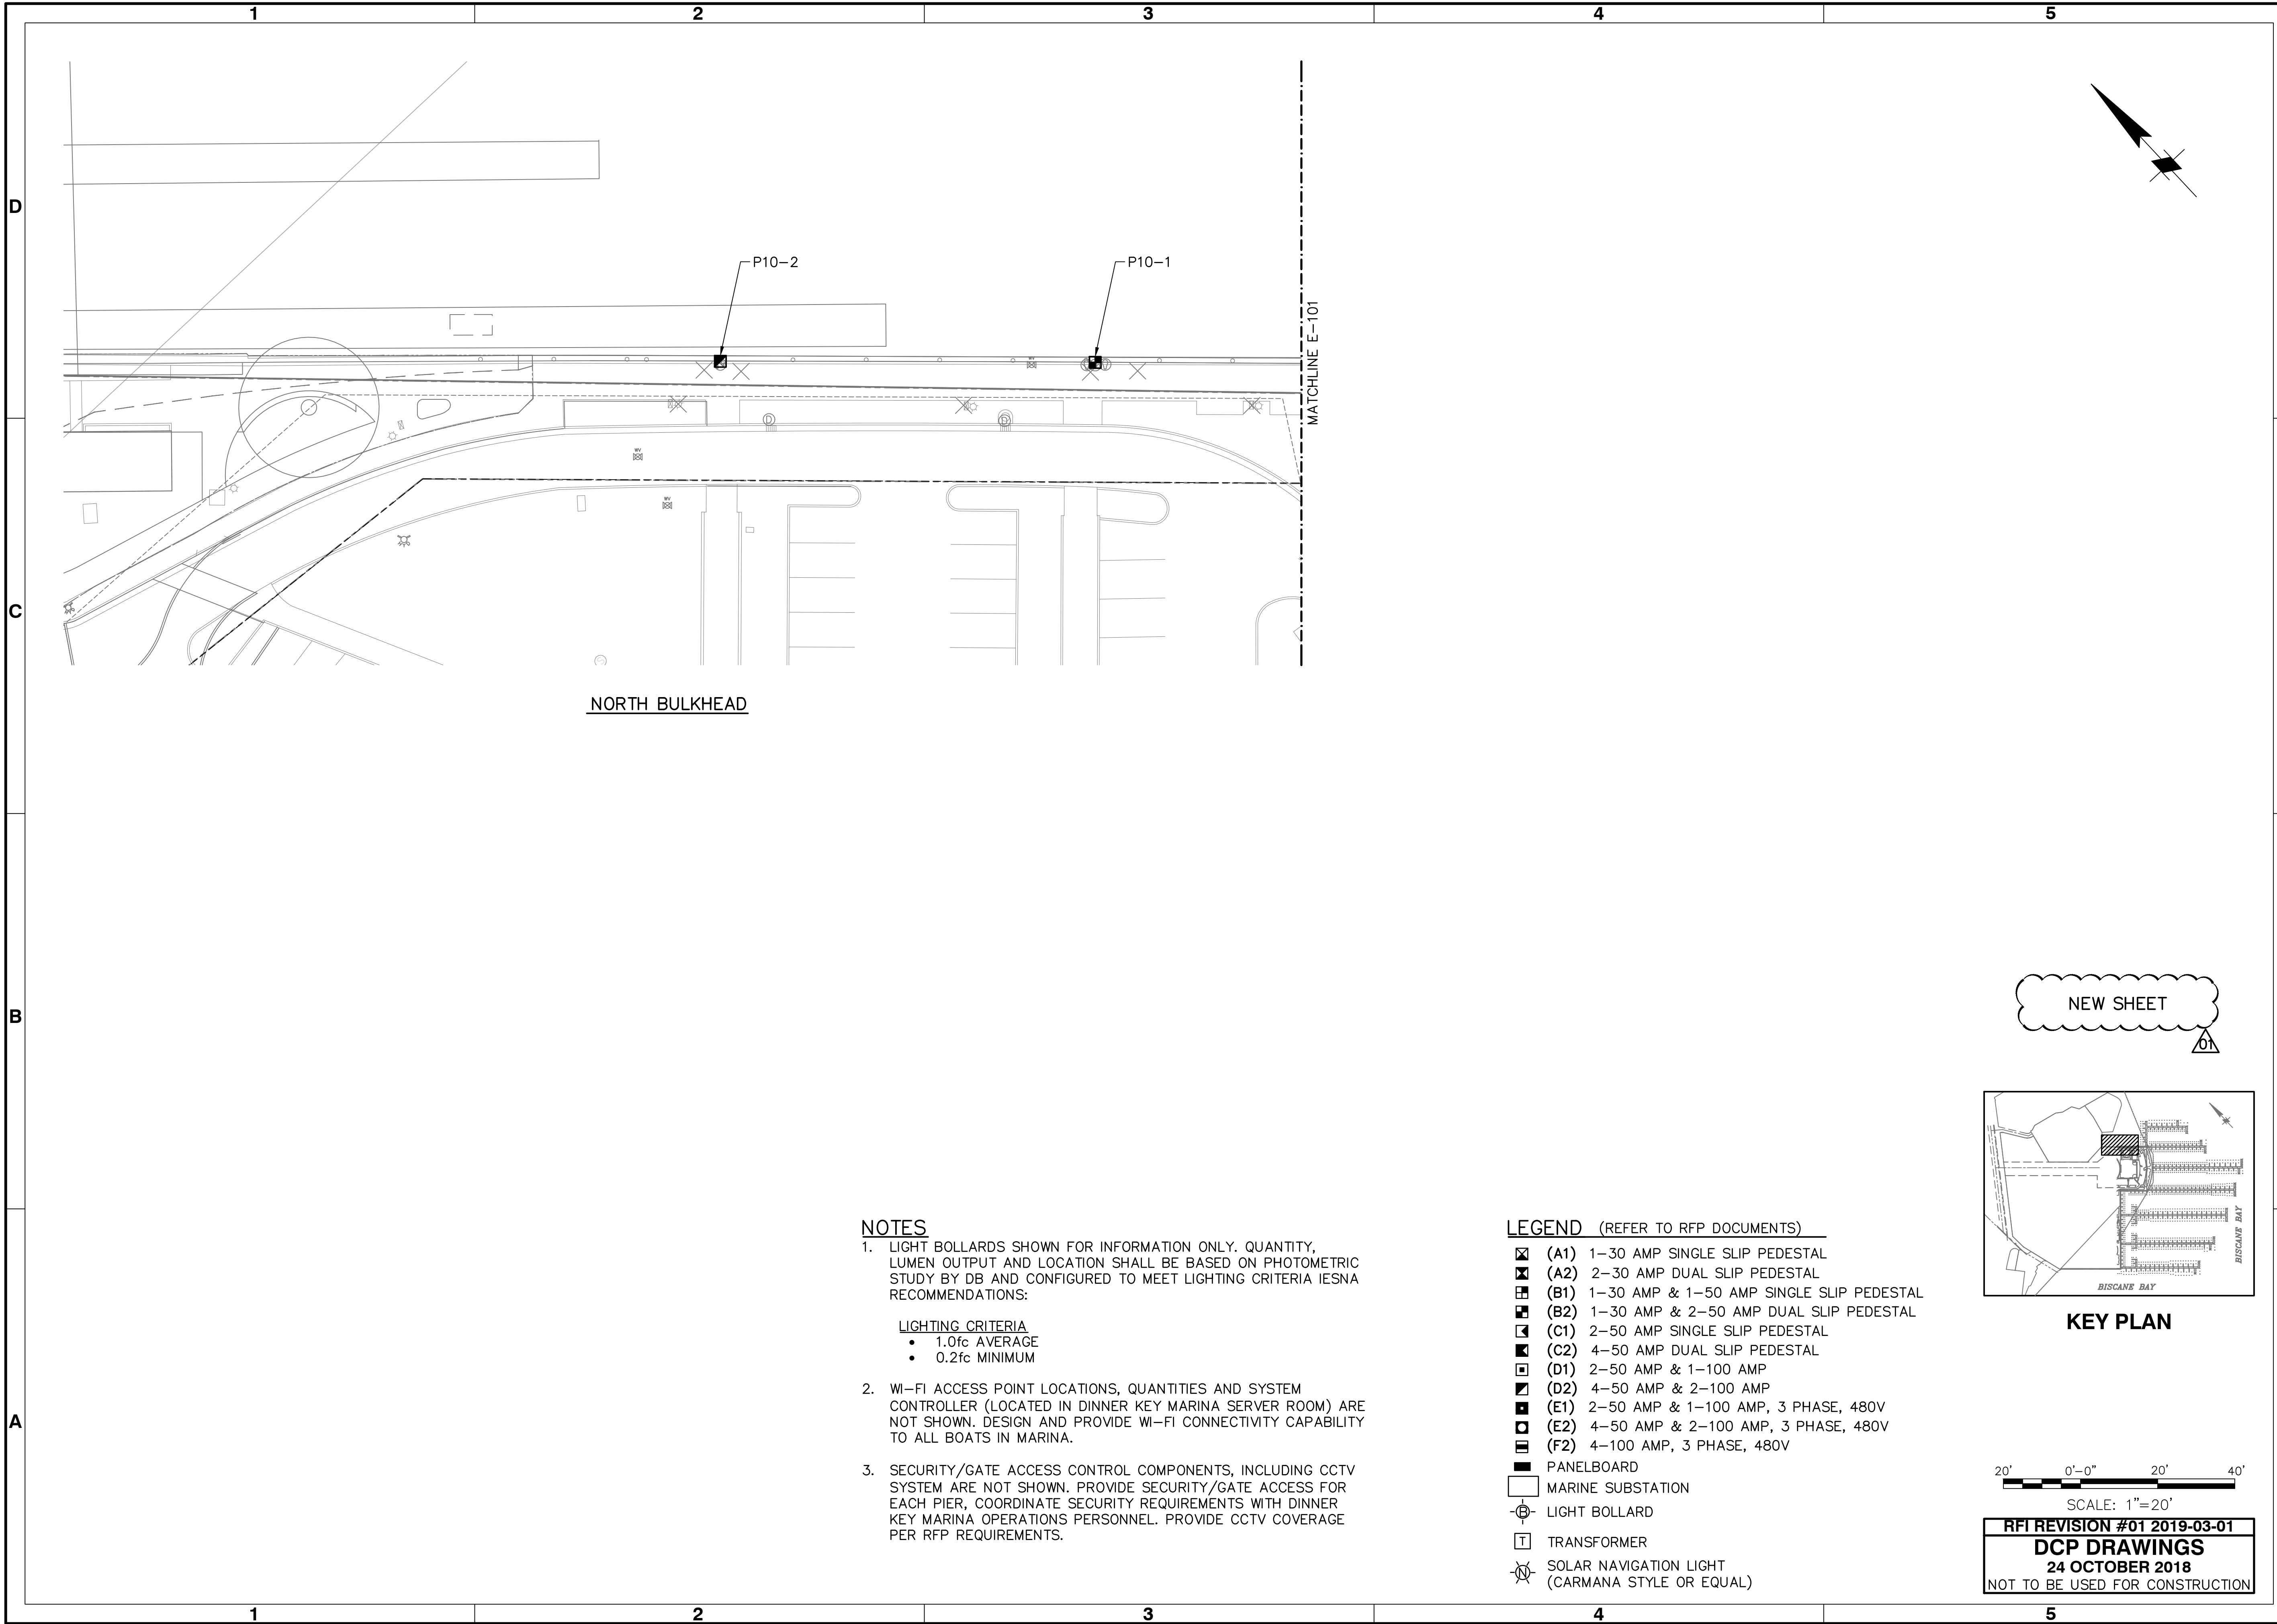 1 2 3 4 5
D
P10-2
P10-1
MATCHLINE E-101
D
D
WV
WV
WV
C
NORTH BULKHEAD
B
NEW SHEET
01
BISCANE BAY
BISCANE BAY
KEY PLAN
NOTES
1. LIGHT BOLLARDS SHOWN FOR INFORMATION ONLY. QUANTITY,
LUMEN OUTPUT AND LOCATION SHALL BE BASED ON PHOTOMETRIC
STUDY BY DB AND CONFIGURED TO MEET LIGHTING CRITERIA IESNA
RECOMMENDATIONS:
LIGHTING CRITERIA
• 1.0fc AVERAGE
• 0.2fc MINIMUM
2. WI-FI ACCESS POINT LOCATIONS, QUANTITIES AND SYSTEM
CONTROLLER (LOCATED IN DINNER KEY MARINA SERVER ROOM) ARE
NOT SHOWN. DESIGN AND PROVIDE WI-FI CONNECTIVITY CAPABILITY
TO ALL BOATS IN MARINA.
3. SECURITY/GATE ACCESS CONTROL COMPONENTS, INCLUDING CCTV
SYSTEM ARE NOT SHOWN. PROVIDE SECURITY/GATE ACCESS FOR
EACH PIER, COORDINATE SECURITY REQUIREMENTS WITH DINNER
KEY MARINA OPERATIONS PERSONNEL. PROVIDE CCTV COVERAGE
PER RFP REQUIREMENTS.
LEGEND (REFER TO RFP DOCUMENTS)
(A1) 1-30 AMP SINGLE SLIP PEDESTAL
(A2) 2-30 AMP DUAL SLIP PEDESTAL
(B1) 1-30 AMP & 1-50 AMP SINGLE SLIP PEDESTAL
(B2) 1-30 AMP & 2-50 AMP DUAL SLIP PEDESTAL
(C1) 2-50 AMP SINGLE SLIP PEDESTAL
(C2) 4-50 AMP DUAL SLIP PEDESTAL
(D1) 2-50 AMP & 1-100 AMP
(D2) 4-50 AMP & 2-100 AMP
(E1) 2-50 AMP & 1-100 AMP, 3 PHASE, 480V
(E2) 4-50 AMP & 2-100 AMP, 3 PHASE, 480V
(F2) 4-100 AMP, 3 PHASE, 480V
PANELBOARD
MARINE SUBSTATION
B LIGHT BOLLARD
T TRANSFORMER
N SOLAR NAVIGATION LIGHT
(CARMANA STYLE OR EQUAL)
A
20' 0'-0" 20' 40'
SCALE: 1"=20'
RFI REVISION #01 2019-03-01
DCP DRAWINGS
24 OCTOBER 2018
NOT TO BE USED FOR CONSTRUCTION
1 2 3 4 5